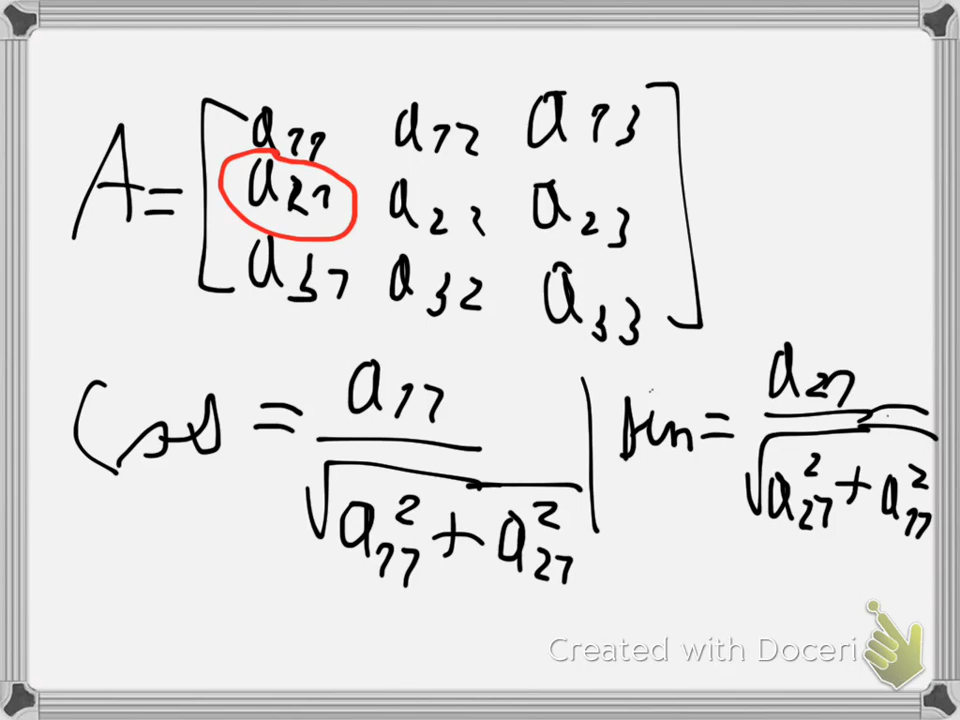 A = [ a₁₁ a₁₂ a₁₃
a₂₁ a₂₂ a₂₃
a₃₁ a₃₂ a₃₃ ]
Cos = a₁₁ / √(a₁₁² + a₂₁²) | sin = a₂₁ / √(a₂₁² + a₁₁²)
Created with Doceri